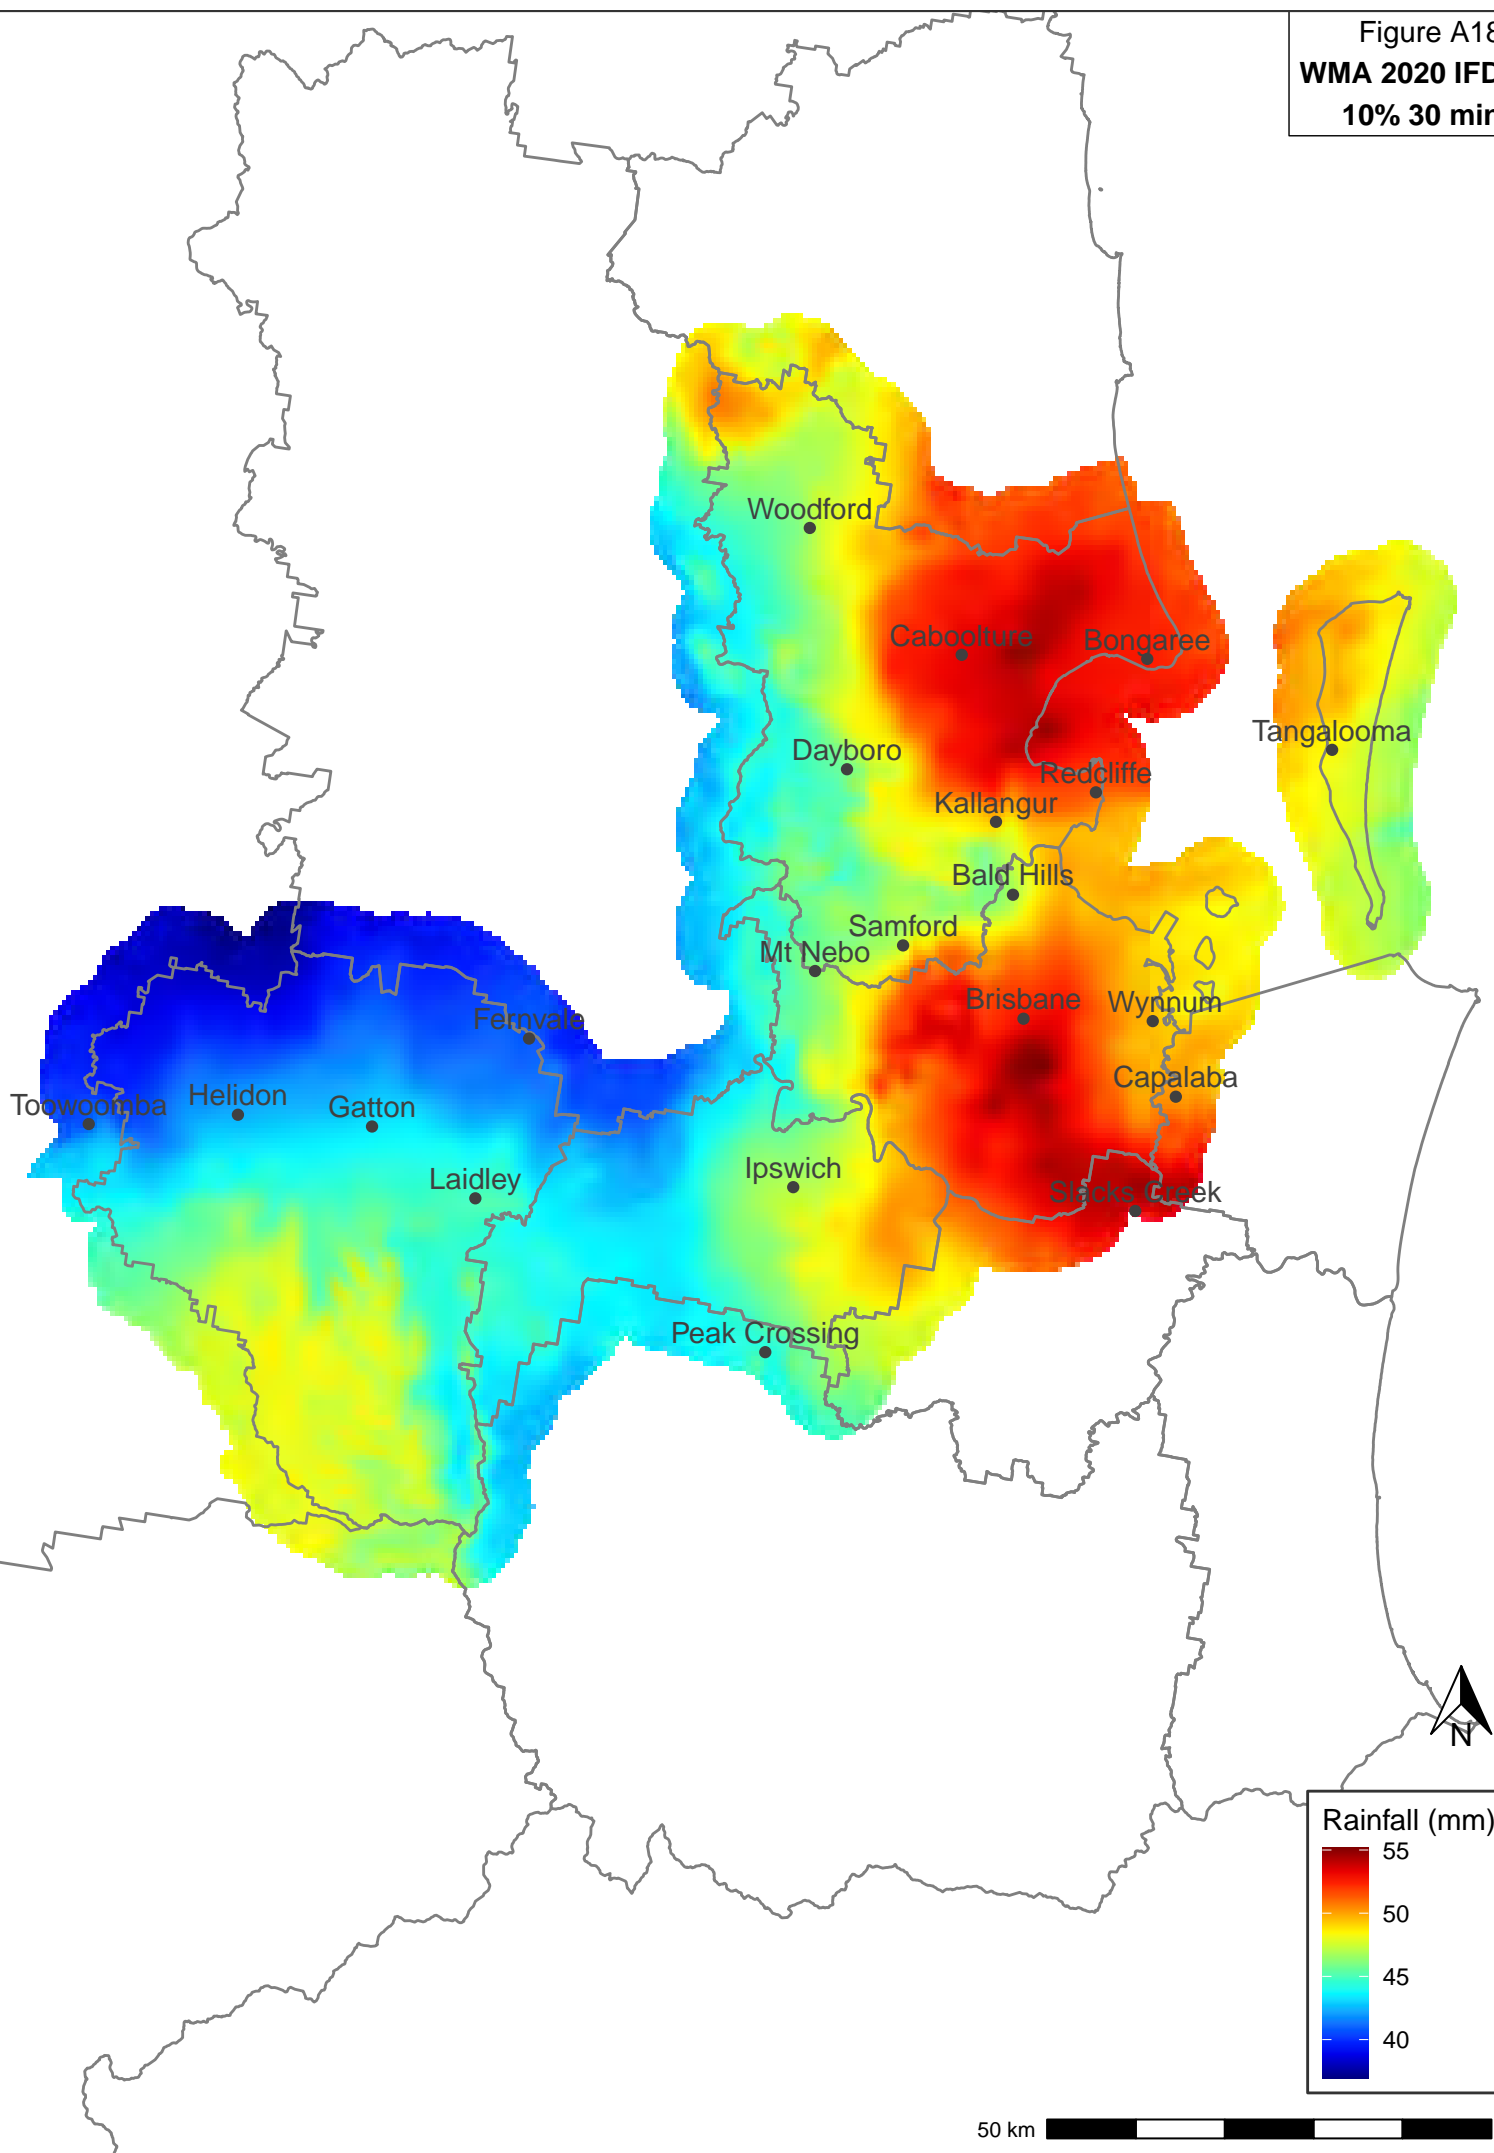 Figure A18
WMA 2020 IFD
10% 30 min
Woodford
Caboolture
Bongaree
Tangalooma
Dayboro
Redcliffe
Kallangur
Bald Hills
Samford
Mt Nebo
Brisbane
Wynnum
Fernvale
Capalaba
Toowoomba
Helidon
Gatton
Ipswich
Laidley
Slacks Creek
Peak Crossing
N
Rainfall (mm)
55
50
45
40
50 km